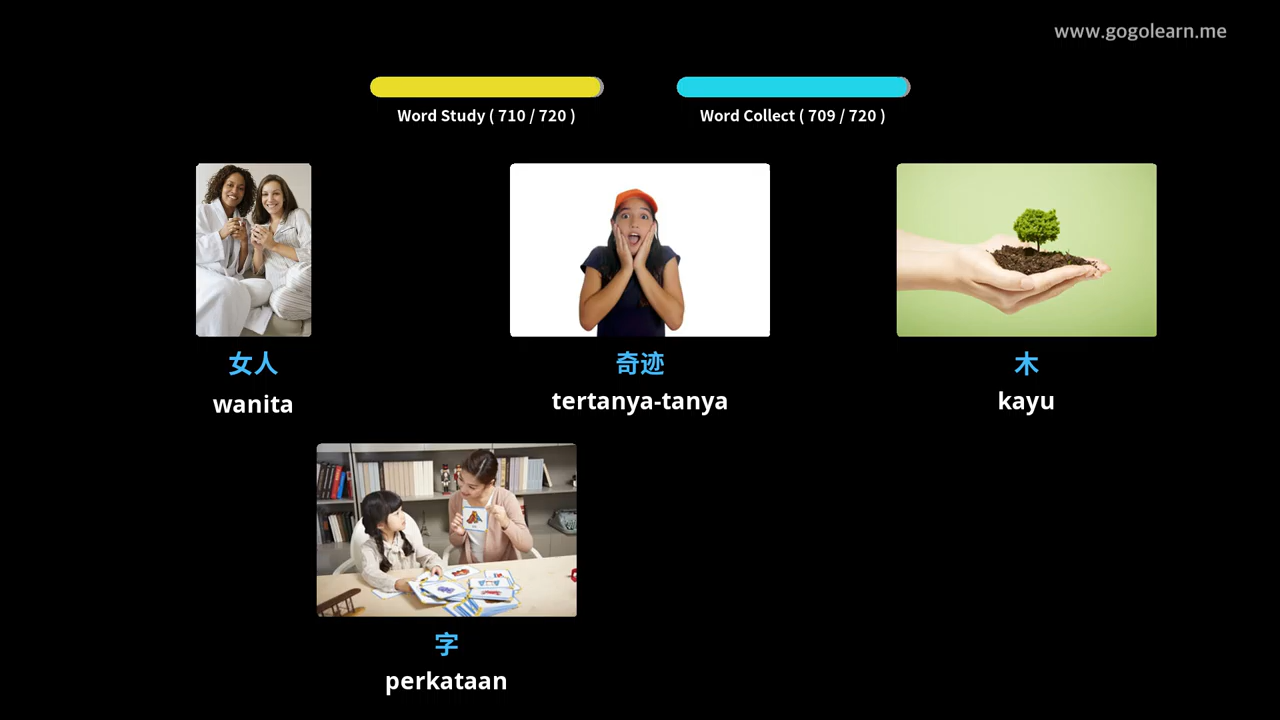 www.gogolearn.me
Word Study ( 710 / 720 )
Word Collect ( 709 / 720 )
女人
wanita
奇迹
tertanya-tanya
木
kayu
字
perkataan